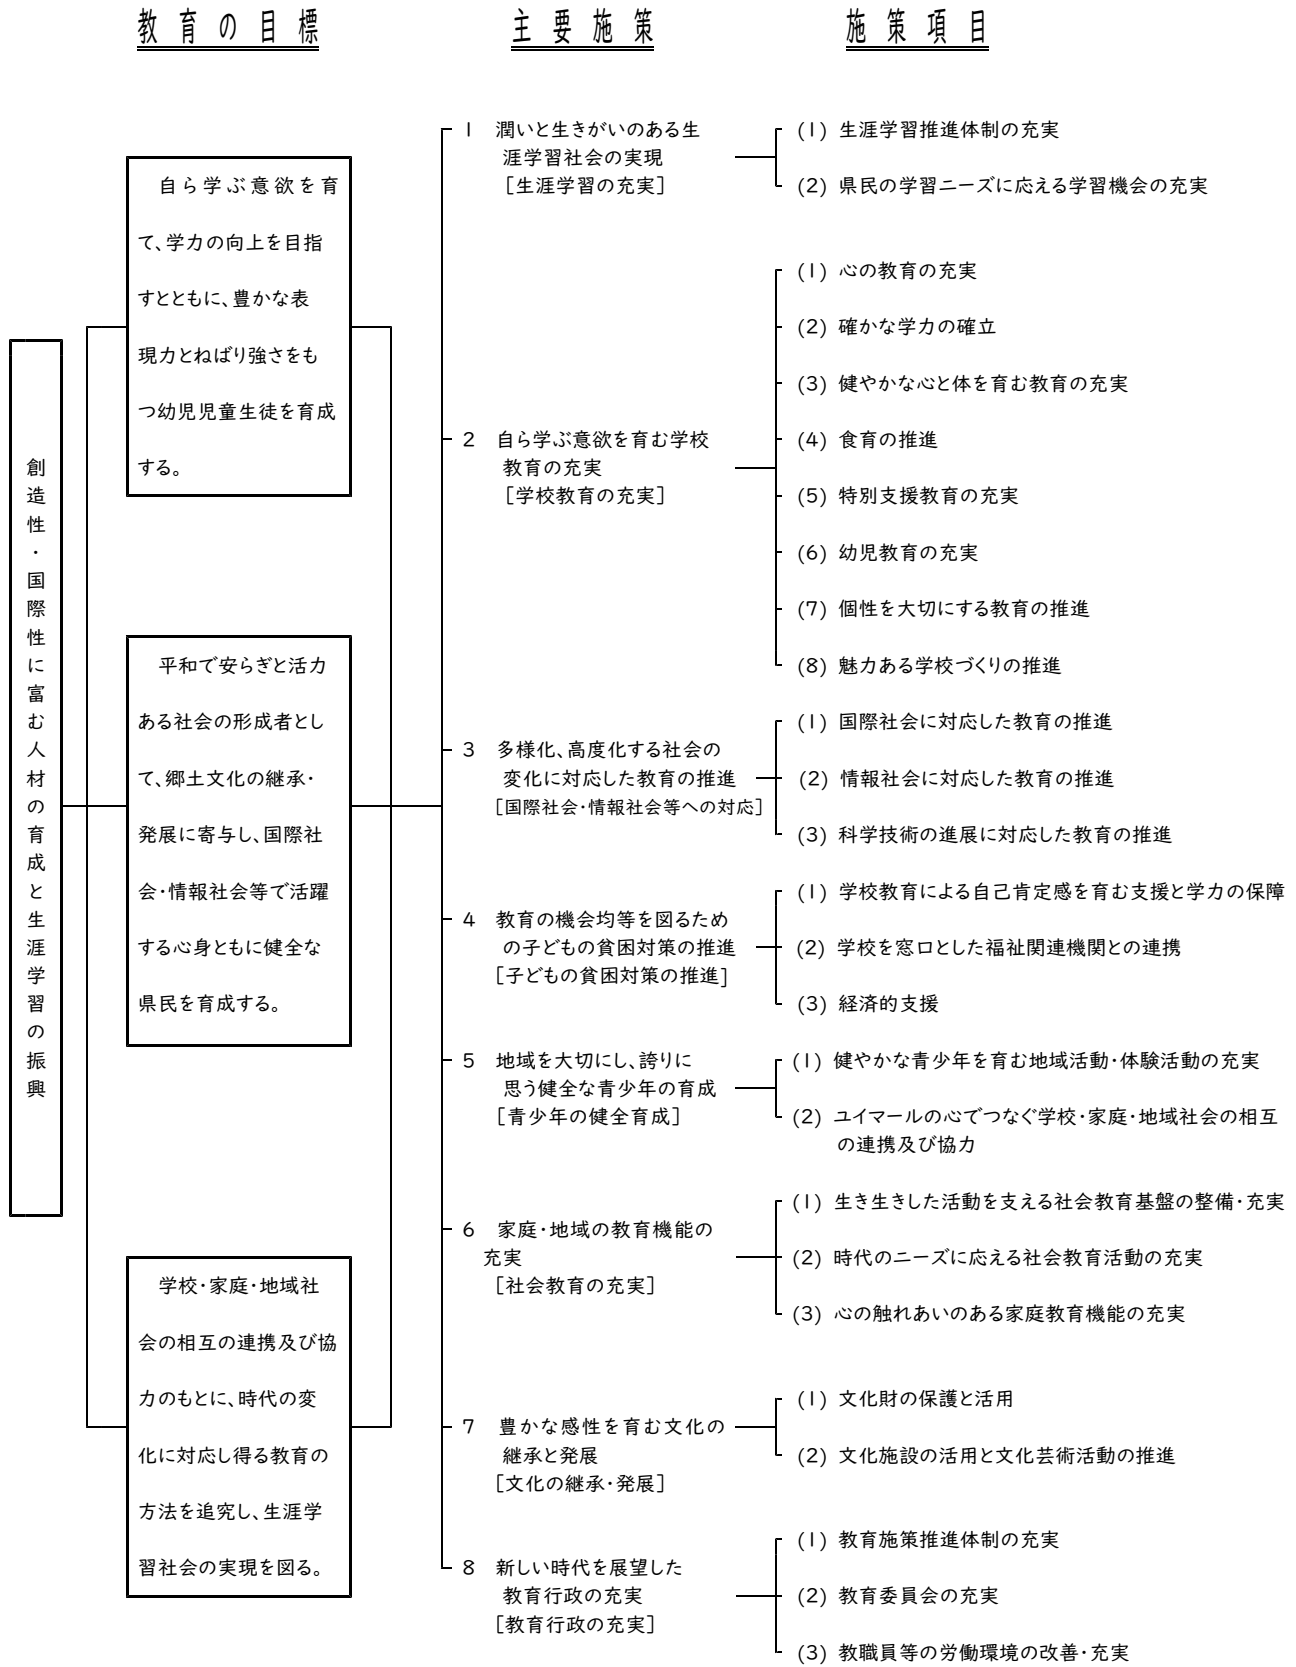 教育の目標
主要施策
施策項目
創造性・国際性に富む人材の育成と生涯学習の振興
自ら学ぶ意欲を育
て、学力の向上を目指
すとともに、豊かな表
現力とねばり強さをも
つ幼児児童生徒を育成
する。
平和で安らぎと活力
ある社会の形成者とし
て、郷土文化の継承・
発展に寄与し、国際社
会・情報社会等で活躍
する心身ともに健全な
県民を育成する。
学校・家庭・地域社
会の相互の連携及び協
力のもとに、時代の変
化に対応し得る教育の
方法を追究し、生涯学
習社会の実現を図る。
1 潤いと生きがいのある生
涯学習社会の実現
[生涯学習の充実]
(1) 生涯学習推進体制の充実
(2) 県民の学習ニーズに応える学習機会の充実
2 自ら学ぶ意欲を育む学校
教育の充実
[学校教育の充実]
(1) 心の教育の充実
(2) 確かな学力の確立
(3) 健やかな心と体を育む教育の充実
(4) 食育の推進
(5) 特別支援教育の充実
(6) 幼児教育の充実
(7) 個性を大切にする教育の推進
(8) 魅力ある学校づくりの推進
3 多様化、高度化する社会の
変化に対応した教育の推進
[国際社会・情報社会等への対応]
(1) 国際社会に対応した教育の推進
(2) 情報社会に対応した教育の推進
(3) 科学技術の進展に対応した教育の推進
4 教育の機会均等を図るため
の子どもの貧困対策の推進
[子どもの貧困対策の推進]
(1) 学校教育による自己肯定感を育む支援と学力の保障
(2) 学校を窓口とした福祉関連機関との連携
(3) 経済的支援
5 地域を大切にし、誇りに
思う健全な青少年の育成
[青少年の健全育成]
(1) 健やかな青少年を育む地域活動・体験活動の充実
(2) ユイマールの心でつなぐ学校・家庭・地域社会の相互
の連携及び協力
6 家庭・地域の教育機能の
充実
[社会教育の充実]
(1) 生き生きした活動を支える社会教育基盤の整備・充実
(2) 時代のニーズに応える社会教育活動の充実
(3) 心の触れあいのある家庭教育機能の充実
7 豊かな感性を育む文化の
継承と発展
[文化の継承・発展]
(1) 文化財の保護と活用
(2) 文化施設の活用と文化芸術活動の推進
8 新しい時代を展望した
教育行政の充実
[教育行政の充実]
(1) 教育施策推進体制の充実
(2) 教育委員会の充実
(3) 教職員等の労働環境の改善・充実